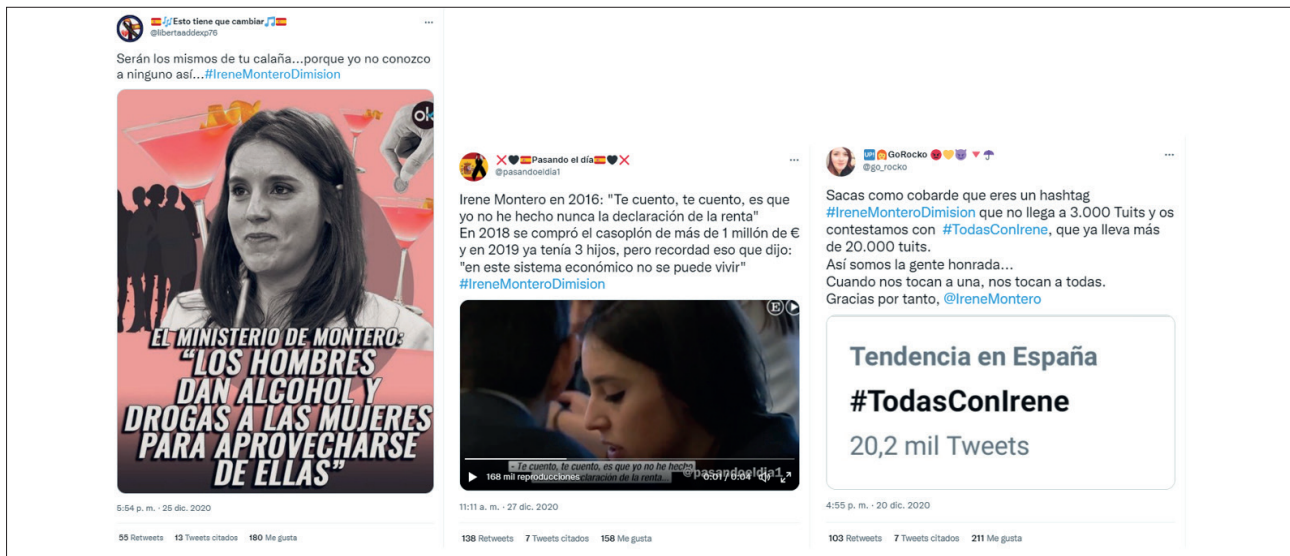 Esto tiene que cambiar
@libertaaddexp76
Serán los mismos de tu calaña...porque yo no conozco
a ninguno así...#IreneMonteroDimision
ok
EL MINISTERIO DE MONTERO:
"LOS HOMBRES
DAN ALCOHOL Y
DROGAS A LAS MUJERES
PARA APROVECHARSE
DE ELLAS"
5:54 p. m. · 25 dic. 2020
55 Retweets 13 Tweets citados 180 Me gusta
Pasando el día
@pasandoeldia1
Irene Montero en 2016: "Te cuento, te cuento, es que
yo no he hecho nunca la declaración de la renta"
En 2018 se compró el casoplón de más de 1 millón de €
y en 2019 ya tenía 3 hijos, pero recordad eso que dijo:
"en este sistema económico no se puede vivir"
#IreneMonteroDimision
E
- Te cuento, te cuento, es que yo no he hecho
declaración de la renta...
@pasandoeldia1
168 mil reproducciones
0:01 / 0:04
11:11 a. m. · 27 dic. 2020
138 Retweets 7 Tweets citados 158 Me gusta
UP! GoRocko
@go_rocko
Sacas como cobarde que eres un hashtag
#IreneMonteroDimision que no llega a 3.000 Tuits y os
contestamos con #TodasConIrene, que ya lleva más
de 20.000 tuits.
Así somos la gente honrada...
Cuando nos tocan a una, nos tocan a todas.
Gracias por tanto, @IreneMontero
Tendencia en España
#TodasConIrene
20,2 mil Tweets
4:55 p. m. · 20 dic. 2020
103 Retweets 7 Tweets citados 211 Me gusta